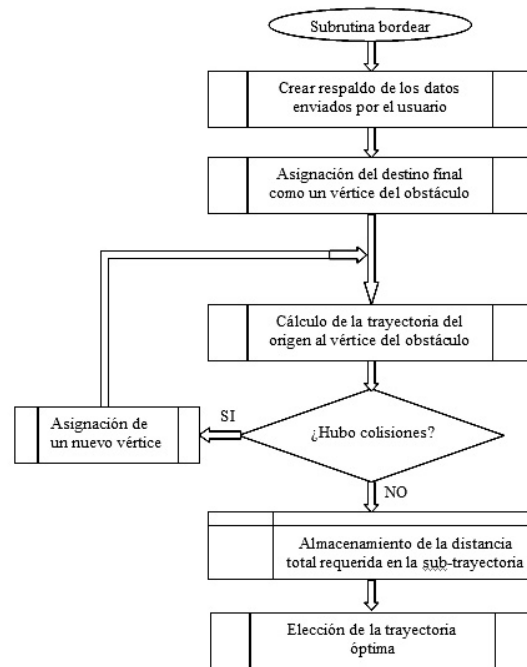 Subrutina bordear
Crear respaldo de los datos
enviados por el usuario
Asignación del destino final
como un vértice del obstáculo
Cálculo de la trayectoria del
origen al vértice del obstáculo
¿Hubo colisiones?
SI
Asignación de
un nuevo vértice
NO
Almacenamiento de la distancia
total requerida en la sub-trayectoria
Elección de la trayectoria
óptima